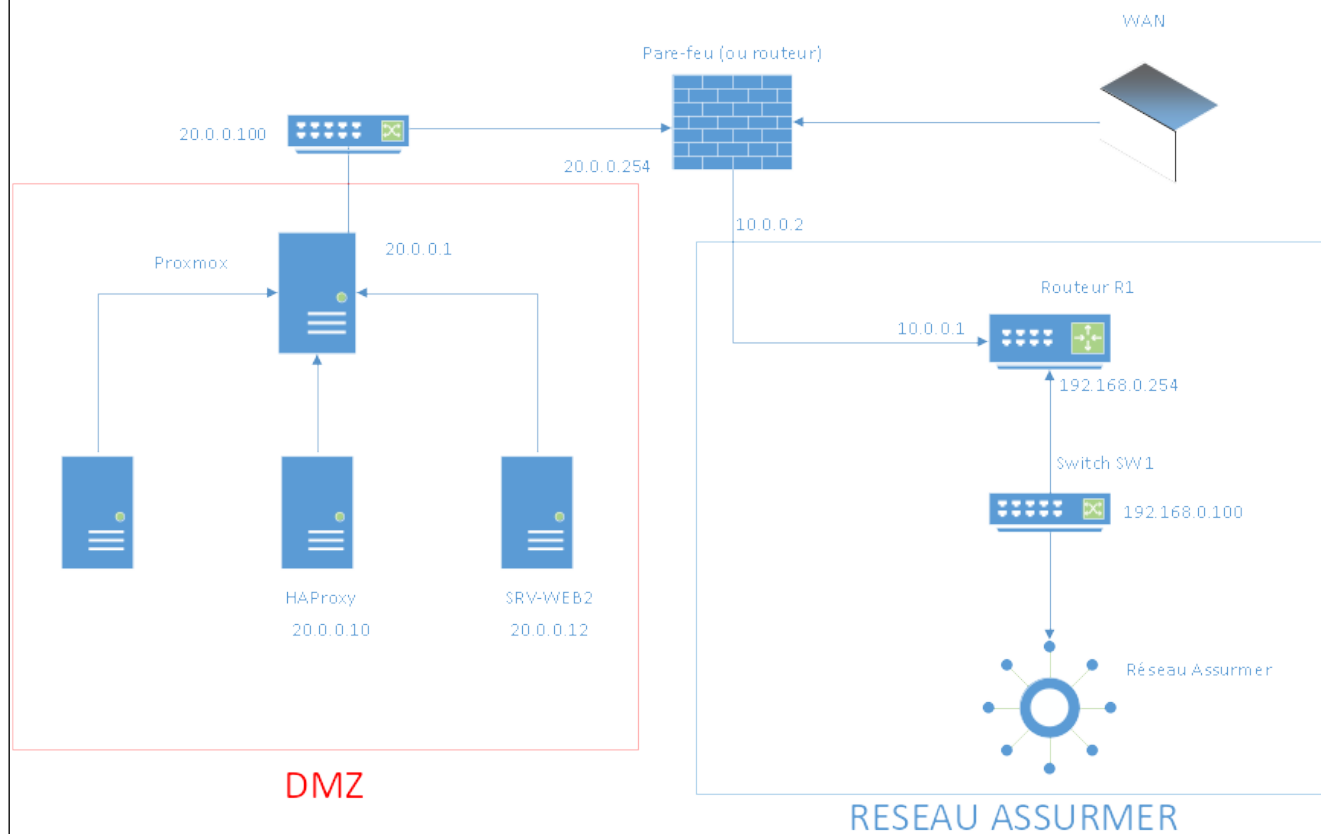 WAN
Pare-feu (ou routeur)
20.0.0.100
20.0.0.254
10.0.0.2
20.0.0.1
Proxmox
Routeur R1
10.0.0.1
192.168.0.254
Switch SW1
192.168.0.100
HAProxy
20.0.0.10
SRV-WEB2
20.0.0.12
Réseau Assurmer
DMZ
RESEAU ASSURMER